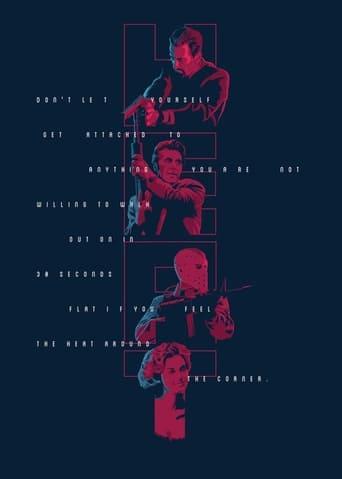 HEAT
DON'T LET YOURSELF
GET ATTACHED TO
ANYTHING YOU ARE NOT
WILLING TO WALK
OUT ON IN
30 SECONDS
FLAT IF YOU FEEL
THE HEAT AROUND
THE CORNER.